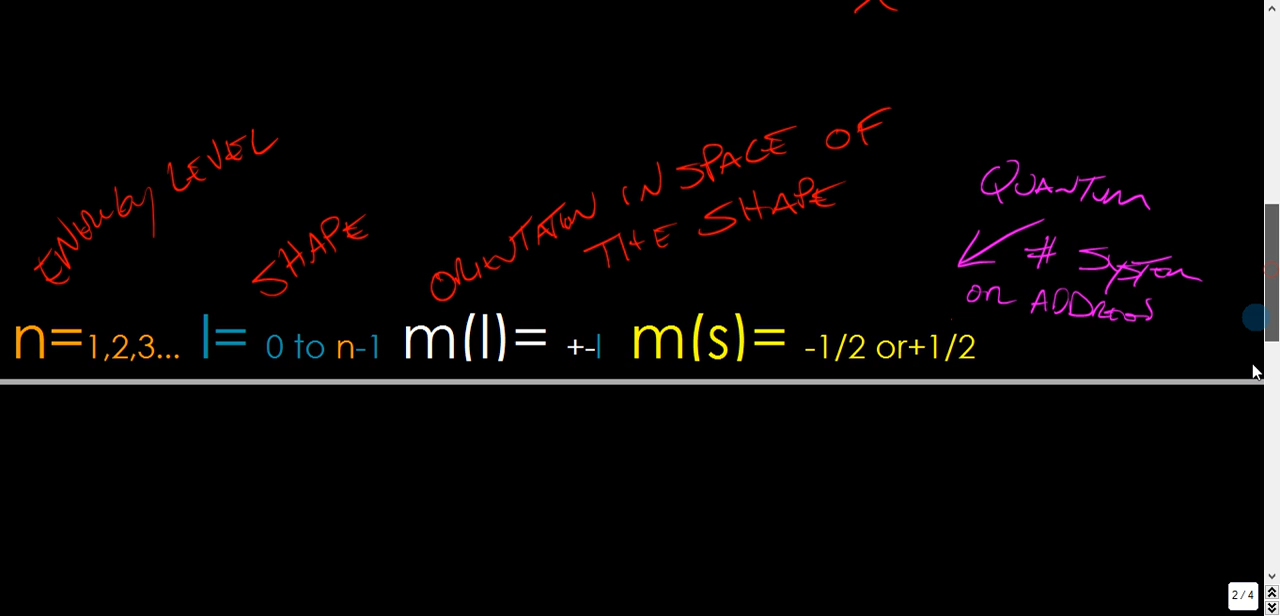 ENERGY LEVEL
SHAPE
ORIENTATION IN SPACE OF
THE SHAPE
QUANTUM
# SYSTEM
OR ADDRESS
n= 1,2,3... l= 0 to n-1 m(l)= +-l m(s)= -1/2 or+1/2
2 / 4